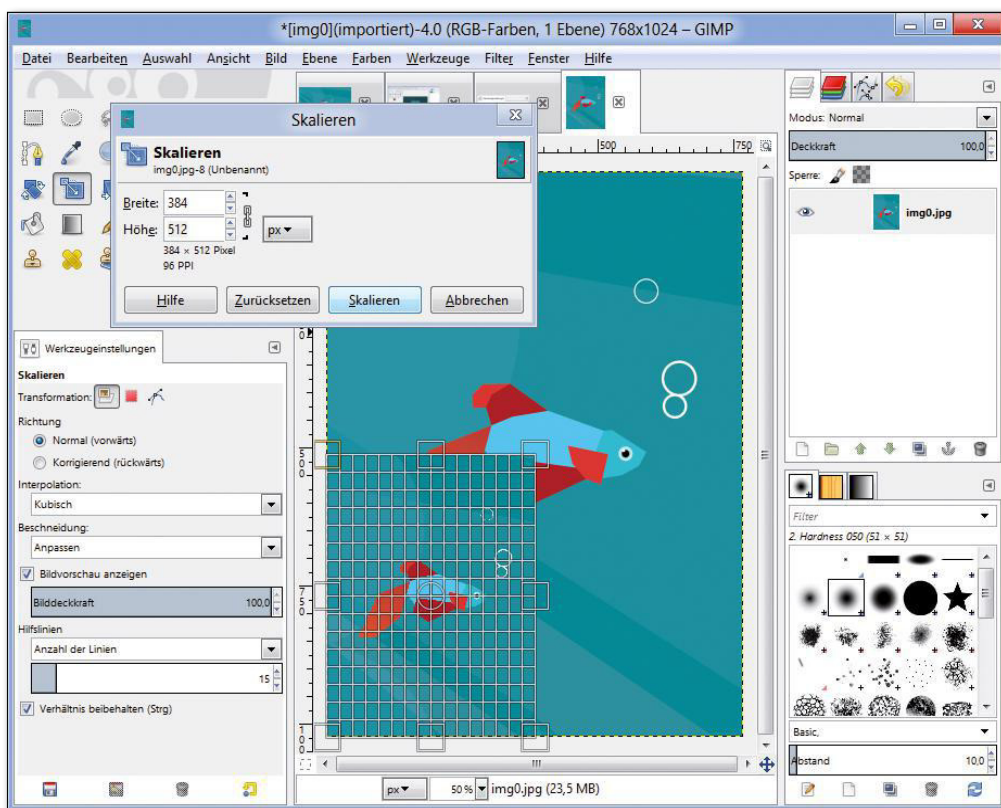 *[img0](importiert)-4.0 (RGB-Farben, 1 Ebene) 768x1024 – GIMP
Datei Bearbeiten Auswahl Ansicht Bild Ebene Farben Werkzeuge Filter Fenster Hilfe
Skalieren
Skalieren
img0.jpg-8 (Unbenannt)
Breite: 384
Höhe: 512
px
384 × 512 Pixel
96 PPI
Hilfe Zurücksetzen Skalieren Abbrechen
500 750
500
750
Werkzeugeinstellungen
Skalieren
Transformation:
Richtung
Normal (vorwärts)
Korrigierend (rückwärts)
Interpolation:
Kubisch
Beschneidung:
Anpassen
Bildvorschau anzeigen
Bilddeckkraft 100,0
Hilfslinien
Anzahl der Linien
15
Verhältnis beibehalten (Strg)
px 50 % img0.jpg (23,5 MB)
Modus: Normal
Deckkraft 100,0
Sperre:
img0.jpg
Filter
2. Hardness 050 (51 × 51)
Basic,
Abstand 10,0